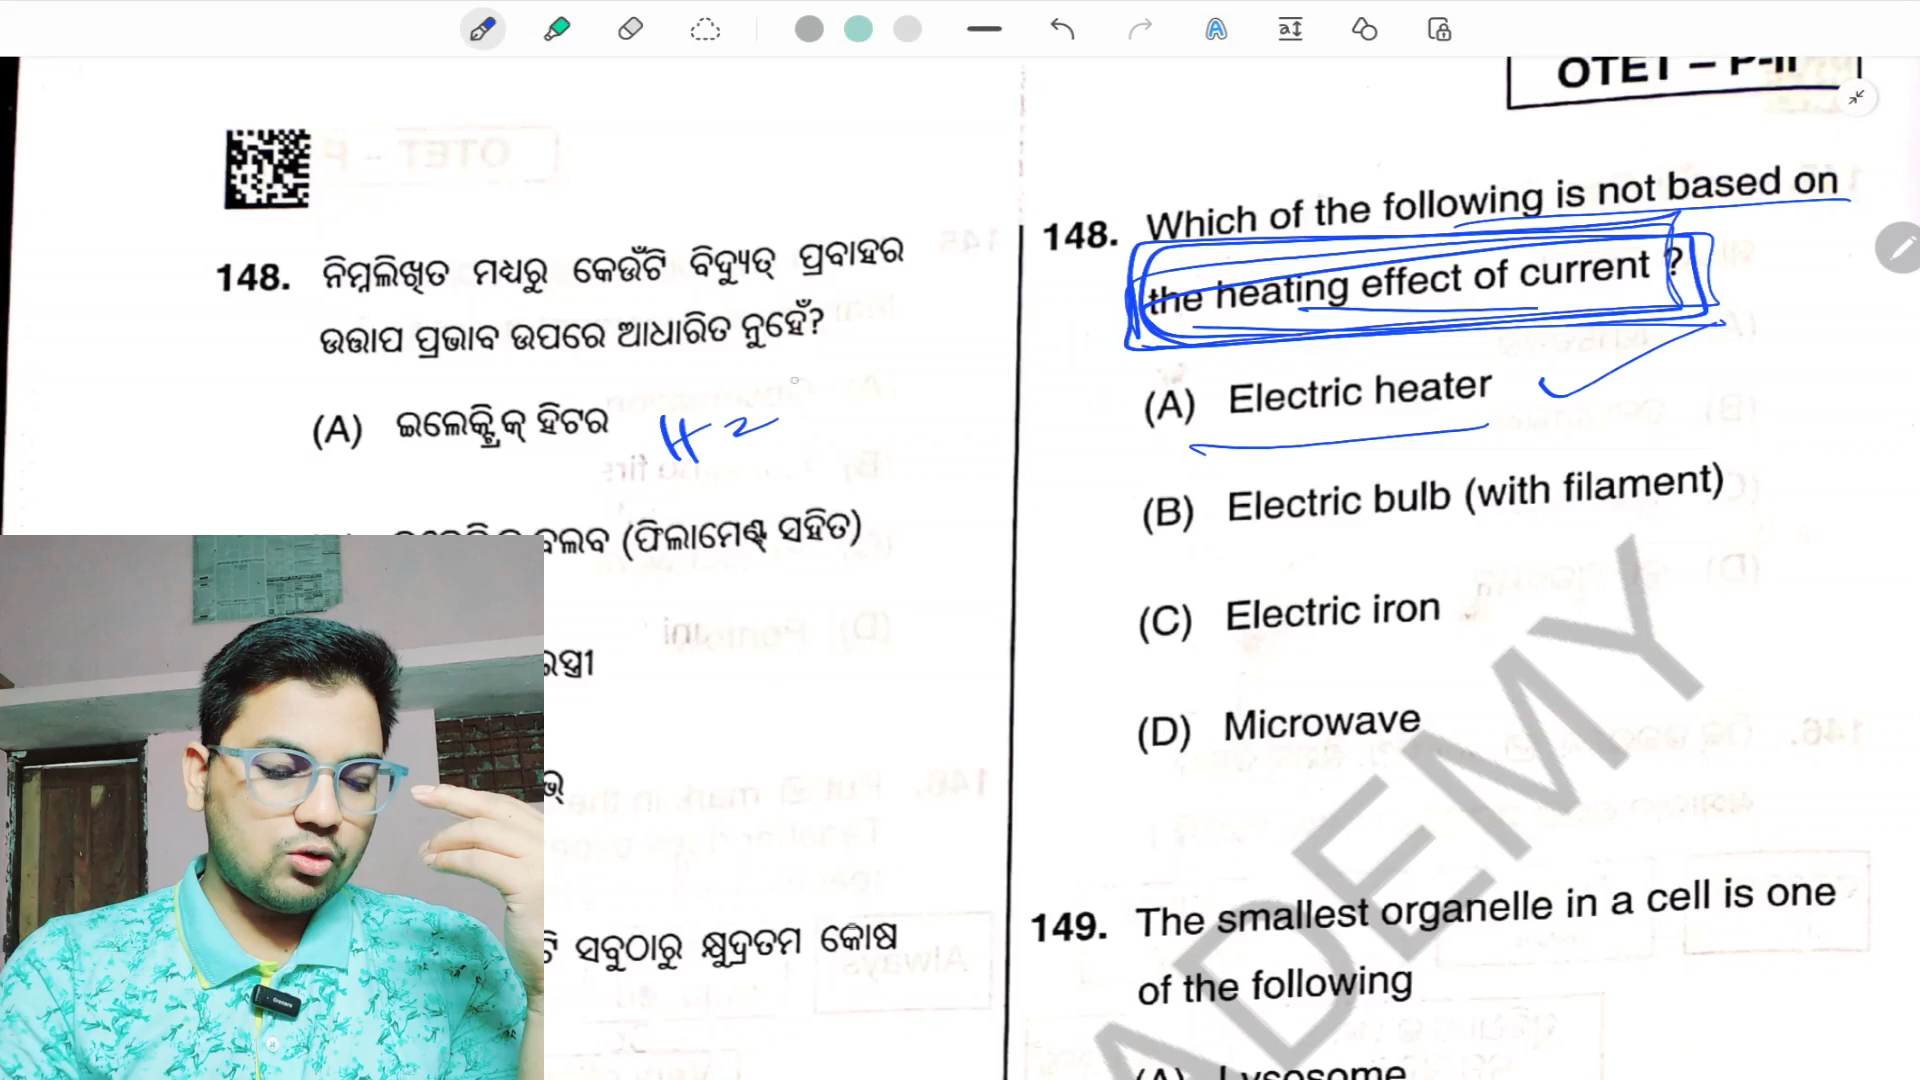 OTET – P-II
148. ନିମ୍ନଲିଖିତ ମଧ୍ୟରୁ କେଉଁଟି ବିଦ୍ୟୁତ୍ ପ୍ରବାହର
ଉତ୍ତାପ ପ୍ରଭାବ ଉପରେ ଆଧାରିତ ନୁହେଁ?
(A) ଇଲେକ୍ଟ୍ରିକ୍ ହିଟର
H
ବଲବ (ଫିଲାମେଣ୍ଟ ସହିତ)
ସବୁଠାରୁ କ୍ଷୁଦ୍ରତମ କୋଷ
148. Which of the following is not based on
the heating effect of current ?
(A) Electric heater
(B) Electric bulb (with filament)
(C) Electric iron
(D) Microwave
149. The smallest organelle in a cell is one
of the following
(A) Lysosome
ADEMY